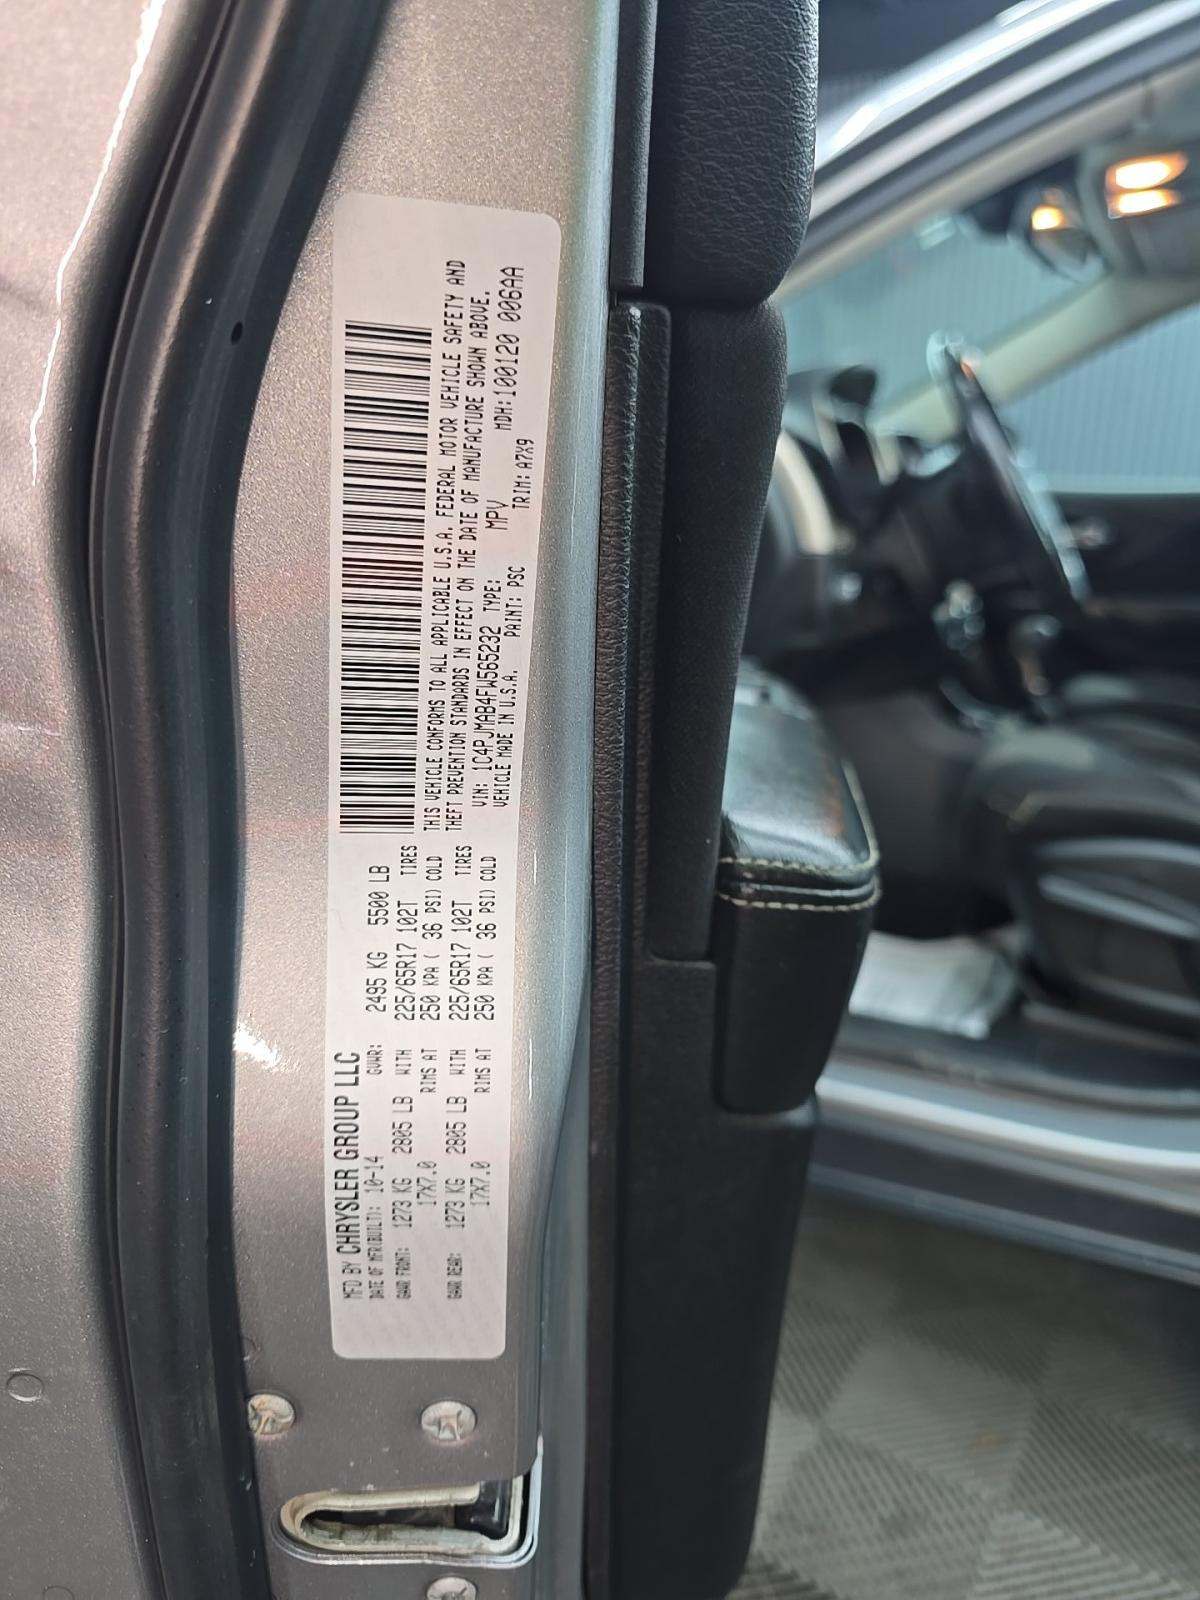 MFD BY CHRYSLER GROUP LLC
DATE OF MFR(BUILT): 10-14 GVWR: 2495 KG 5500 LB
GAWR FRONT: 1273 KG 2805 LB WITH 225/65R17 102T TIRES
17X7.0 RIMS AT 250 KPA ( 36 PSI) COLD
GAWR REAR: 1273 KG 2805 LB WITH 225/65R17 102T TIRES
17X7.0 RIMS AT 250 KPA ( 36 PSI) COLD
THIS VEHICLE CONFORMS TO ALL APPLICABLE U.S.A. FEDERAL MOTOR VEHICLE SAFETY AND
THEFT PREVENTION STANDARDS IN EFFECT ON THE DATE OF MANUFACTURE SHOWN ABOVE.
VIN: 1C4PJMAB4FW565232 TYPE: MPV MDH:100120 006AA
VEHICLE MADE IN U.S.A. PAINT: PSC TRIM: A7X9